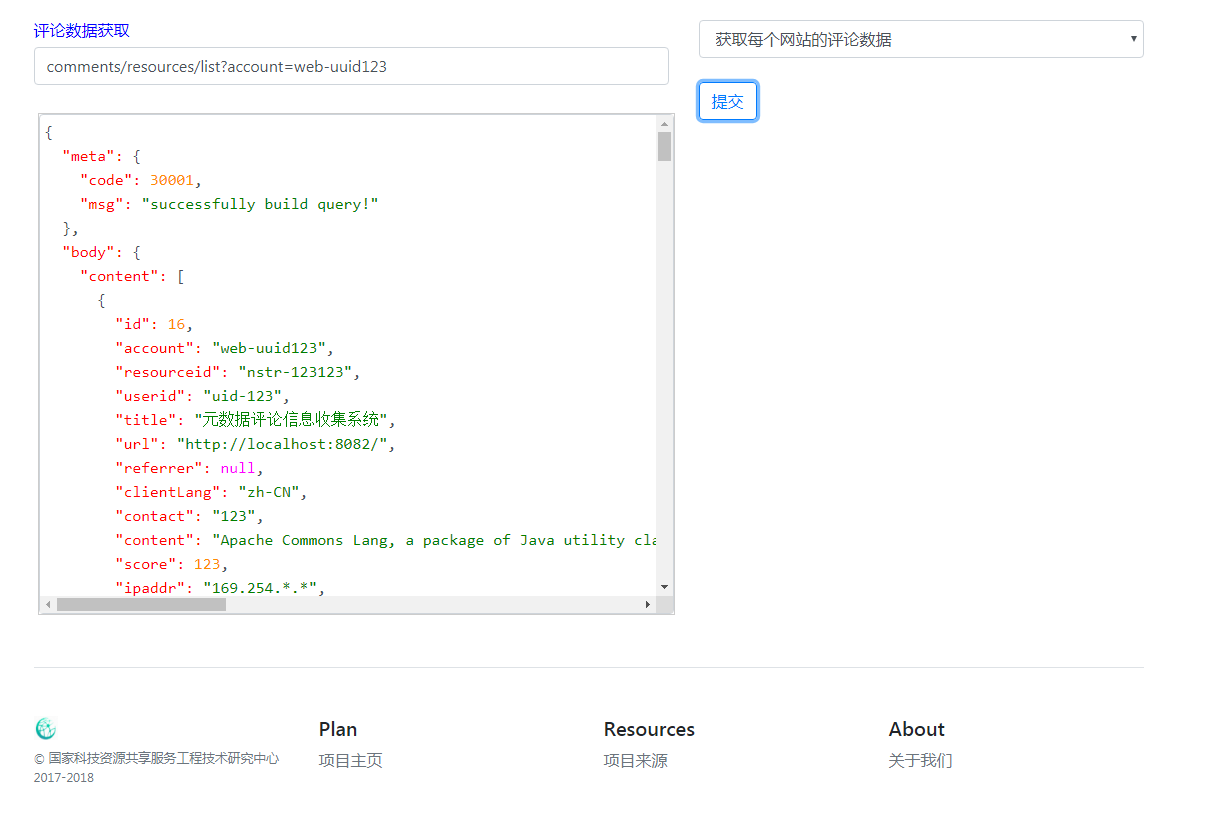 评论数据获取
comments/resources/list?account=web-uuid123
获取每个网站的评论数据
提交
{
"meta": {
"code": 30001,
"msg": "successfully build query!"
},
"body": {
"content": [
{
"id": 16,
"account": "web-uuid123",
"resourceid": "nstr-123123",
"userid": "uid-123",
"title": "元数据评论信息收集系统",
"url": "http://localhost:8082/",
"referrer": null,
"clientLang": "zh-CN",
"contact": "123",
"content": "Apache Commons Lang, a package of Java utility cla
"score": 123,
"ipaddr": "169.254.*.*",
© 国家科技资源共享服务工程技术研究中心
2017-2018
Plan
项目主页
Resources
项目来源
About
关于我们